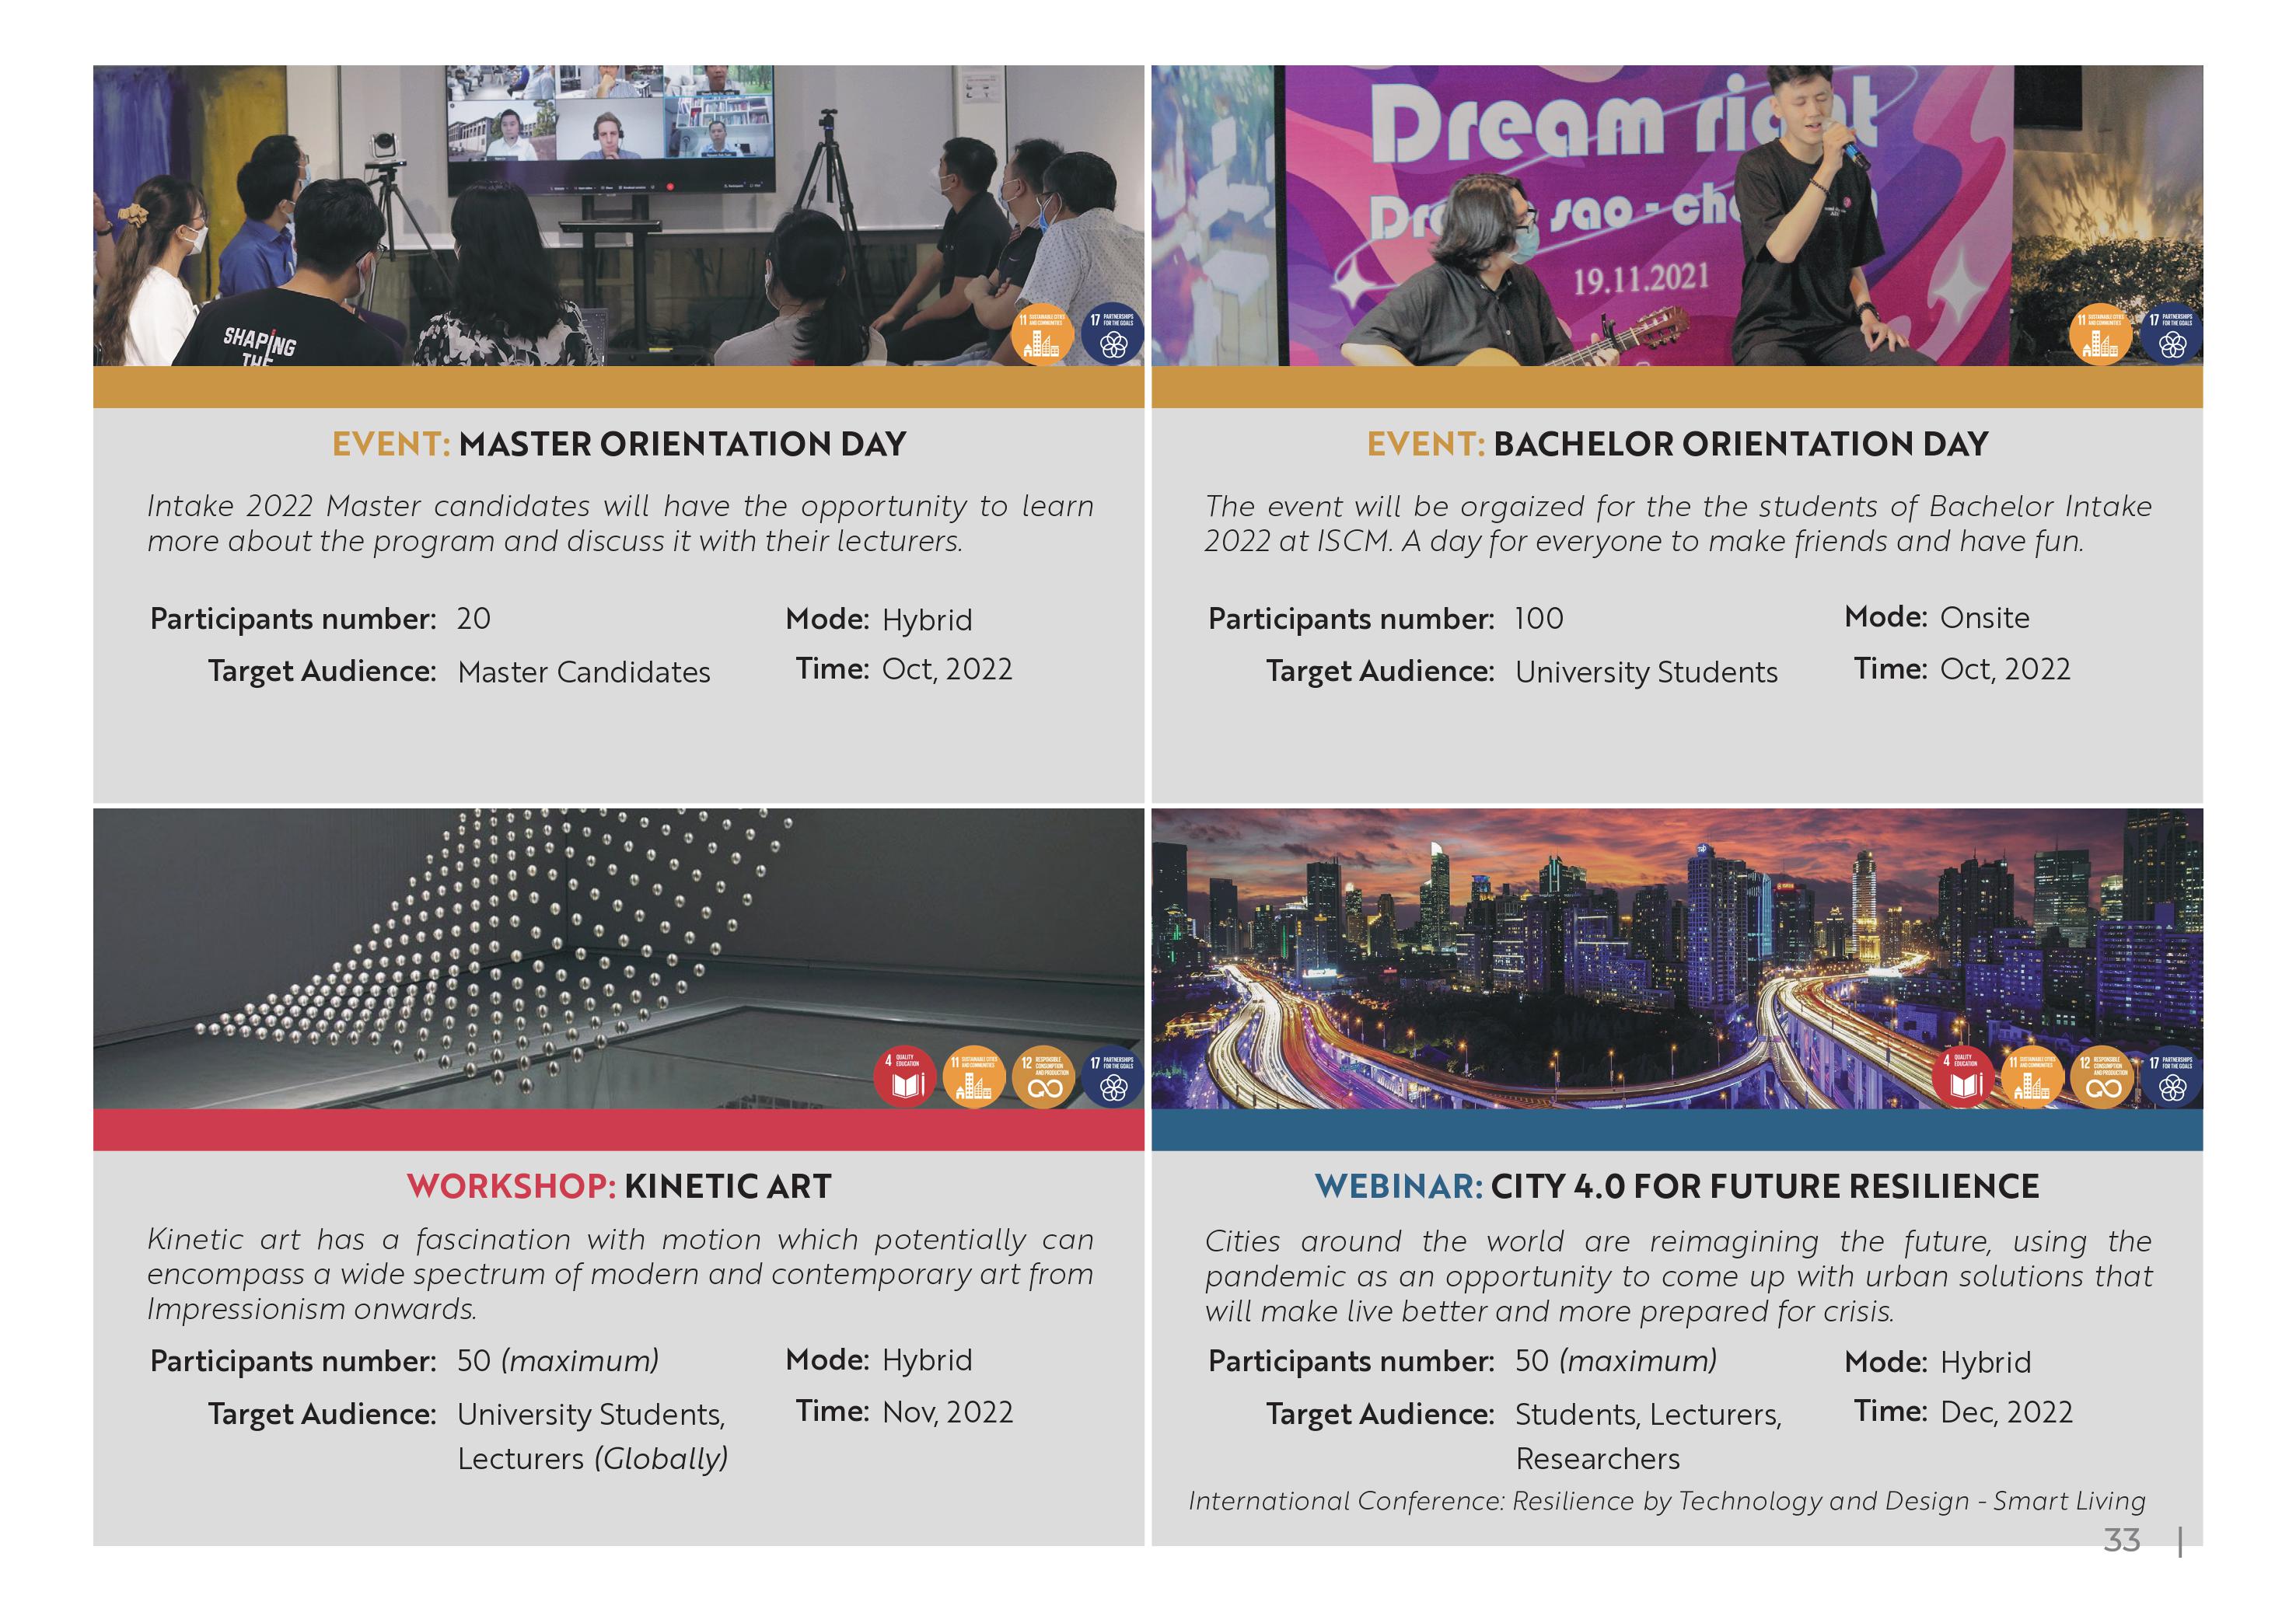 Dream right
sao - ch
19.11.2021
SHAPING
THE
11 SUSTAINABLE CITIES
AND COMMUNITIES
17 PARTNERSHIPS
FOR THE GOALS
11 SUSTAINABLE CITIES
AND COMMUNITIES
17 PARTNERSHIPS
FOR THE GOALS
EVENT: MASTER ORIENTATION DAY
Intake 2022 Master candidates will have the opportunity to learn
more about the program and discuss it with their lecturers.
Participants number: 20
Mode: Hybrid
Target Audience: Master Candidates
Time: Oct, 2022
EVENT: BACHELOR ORIENTATION DAY
The event will be orgaized for the the students of Bachelor Intake
2022 at ISCM. A day for everyone to make friends and have fun.
Participants number: 100
Mode: Onsite
Target Audience: University Students
Time: Oct, 2022
4 QUALITY
EDUCATION
11 SUSTAINABLE CITIES
AND COMMUNITIES
12 RESPONSIBLE
CONSUMPTION
AND PRODUCTION
17 PARTNERSHIPS
FOR THE GOALS
WORKSHOP: KINETIC ART
Kinetic art has a fascination with motion which potentially can
encompass a wide spectrum of modern and contemporary art from
Impressionism onwards.
Participants number: 50 (maximum)
Mode: Hybrid
Target Audience: University Students,
Lecturers (Globally)
Time: Nov, 2022
4 QUALITY
EDUCATION
11 SUSTAINABLE CITIES
AND COMMUNITIES
12 RESPONSIBLE
CONSUMPTION
AND PRODUCTION
17 PARTNERSHIPS
FOR THE GOALS
WEBINAR: CITY 4.0 FOR FUTURE RESILIENCE
Cities around the world are reimagining the future, using the
pandemic as an opportunity to come up with urban solutions that
will make live better and more prepared for crisis.
Participants number: 50 (maximum)
Mode: Hybrid
Target Audience: Students, Lecturers,
Researchers
Time: Dec, 2022
International Conference: Resilience by Technology and Design - Smart Living
33 |